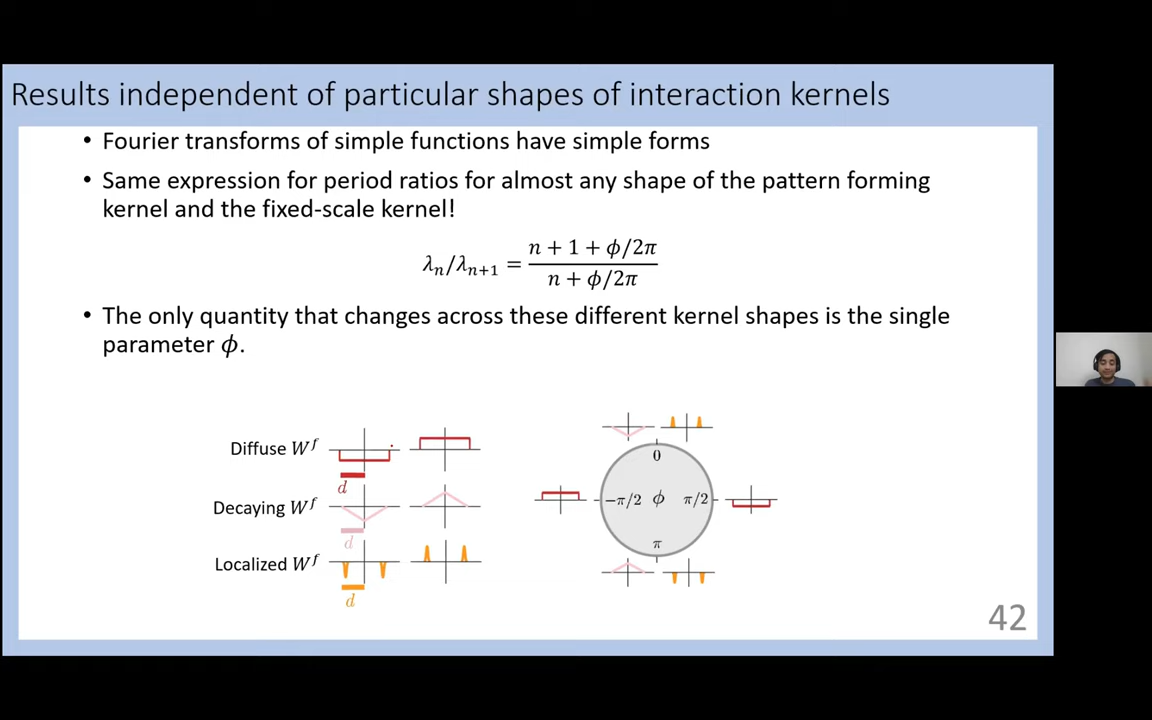 Results independent of particular shapes of interaction kernels
• Fourier transforms of simple functions have simple forms
• Same expression for period ratios for almost any shape of the pattern forming
kernel and the fixed-scale kernel!
λₙ/λₙ₊₁ = (n + 1 + ϕ/2π)/(n + ϕ/2π)
• The only quantity that changes across these different kernel shapes is the single
parameter ϕ.
Diffuse Wᶠ
d
Decaying Wᶠ
d
Localized Wᶠ
d
0
−π/2 ϕ π/2
π
42